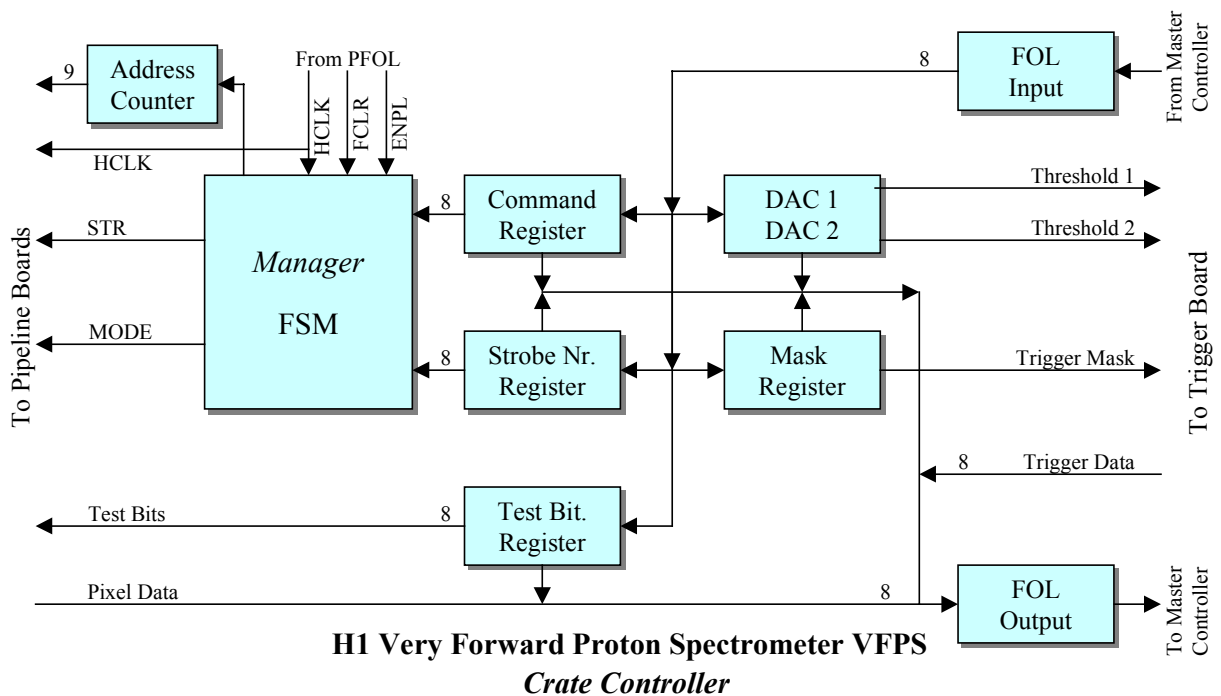 From PFOL
9
Address
Counter
HCLK
FCLR
ENPL
8
FOL
Input
From Master
Controller
HCLK
STR
MODE
To Pipeline Boards
Manager
FSM
8
Command
Register
DAC 1
DAC 2
Threshold 1
Threshold 2
8
Strobe Nr.
Register
Mask
Register
Trigger Mask
To Trigger Board
8
Trigger Data
Test Bits
8
Test Bit.
Register
Pixel Data
8
FOL
Output
To Master
Controller
H1 Very Forward Proton Spectrometer VFPS
Crate Controller